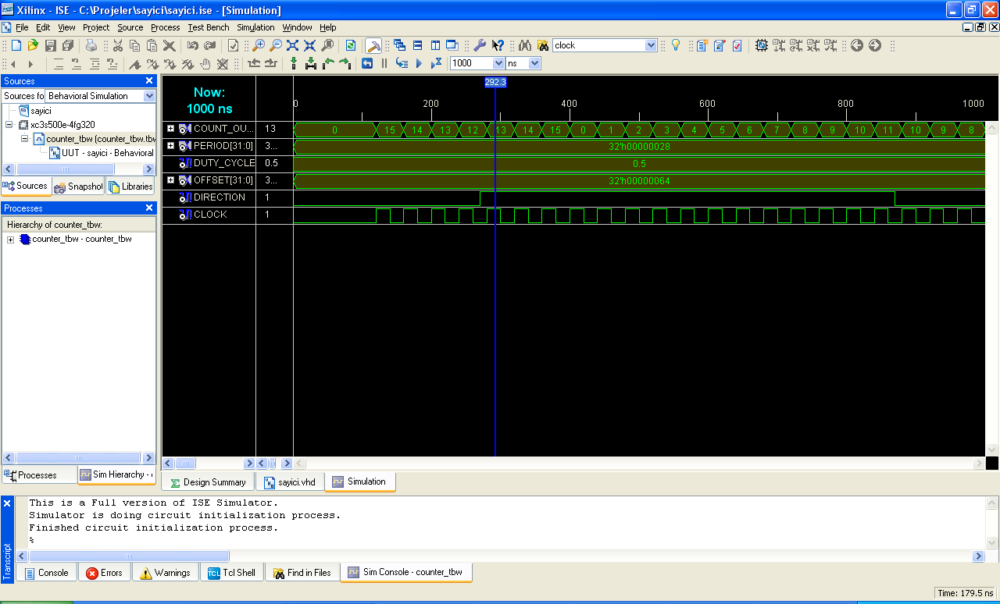 Xilinx - ISE - C:\Projeler\sayici\sayici.ise - [Simulation]
File Edit View Project Source Process Test Bench Simulation Window Help
clock
1000 ns
Sources
Sources fo Behavioral Simulation
sayici
xc3s500e-4fg320
counter_tbw (counter_tbw.tbw
UUT - sayici - Behavioral
Sources Snapshot Libraries
Processes
Hierarchy of counter_tbw:
counter_tbw - counter_tbw
Processes Sim Hierarchy -
Now:
1000 ns
292.3
0 200 400 600 800 1000
COUNT_OU... 13 0 15 14 13 12 13 14 15 0 1 2 3 4 5 6 7 8 9 10 11 10 9 8
PERIOD[31:0] 3... 32'h00000028
DUTY_CYCLE 0.5 0.5
OFFSET[31:0] 3... 32'h00000064
DIRECTION 1
CLOCK 1
Design Summary sayici.vhd Simulation
This is a Full version of ISE Simulator.
Simulator is doing circuit initialization process.
Finished circuit initialization process.
%
Transcript
Console Errors Warnings TCL Tcl Shell Find in Files Sim Console - counter_tbw
Time: 179.5 ns